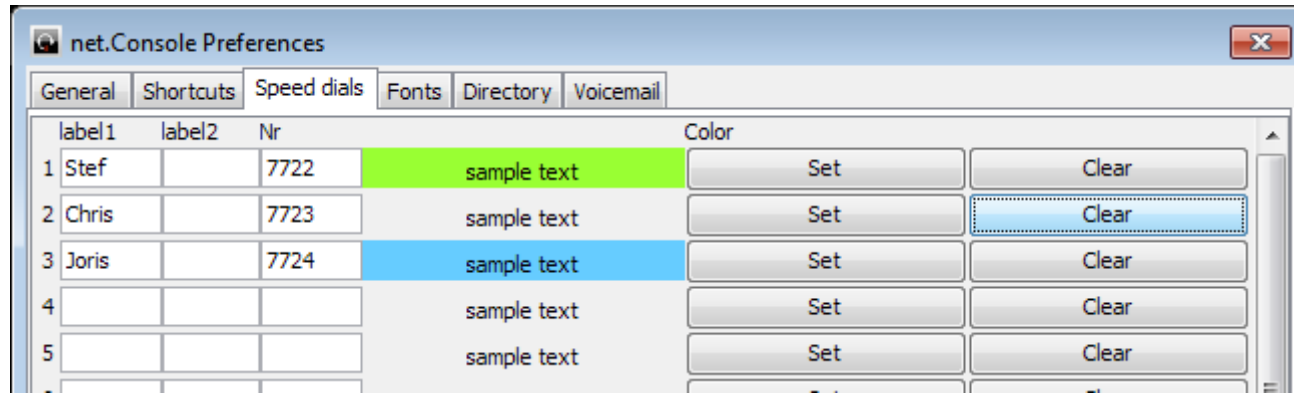 net.Console Preferences
General Shortcuts Speed dials Fonts Directory Voicemail
label1 label2 Nr Color
1 Stef 7722 sample text Set Clear
2 Chris 7723 sample text Set Clear
3 Joris 7724 sample text Set Clear
4 sample text Set Clear
5 sample text Set Clear